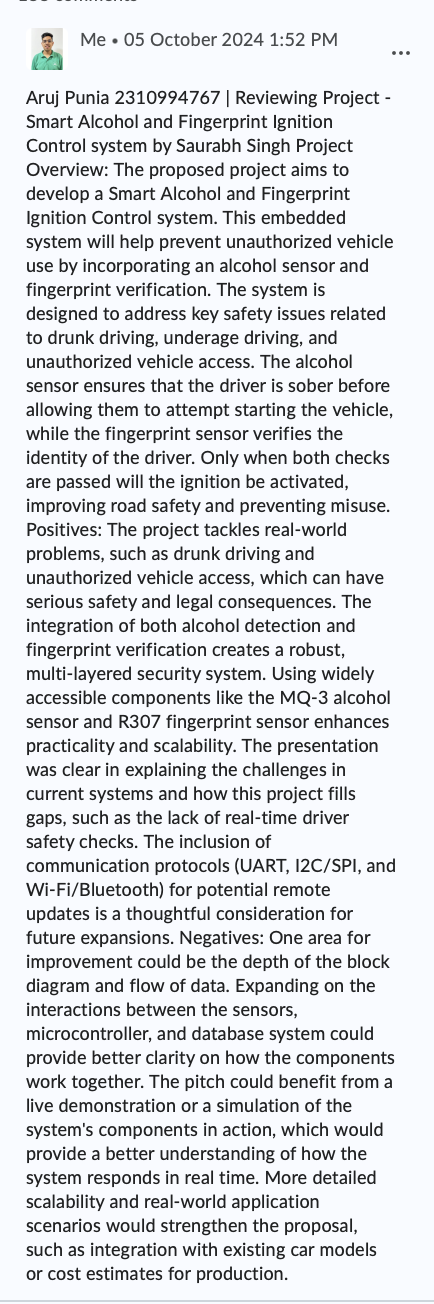 Me • 05 October 2024 1:52 PM
...
Aruj Punia 2310994767 | Reviewing Project -
Smart Alcohol and Fingerprint Ignition
Control system by Saurabh Singh Project
Overview: The proposed project aims to
develop a Smart Alcohol and Fingerprint
Ignition Control system. This embedded
system will help prevent unauthorized vehicle
use by incorporating an alcohol sensor and
fingerprint verification. The system is
designed to address key safety issues related
to drunk driving, underage driving, and
unauthorized vehicle access. The alcohol
sensor ensures that the driver is sober before
allowing them to attempt starting the vehicle,
while the fingerprint sensor verifies the
identity of the driver. Only when both checks
are passed will the ignition be activated,
improving road safety and preventing misuse.
Positives: The project tackles real-world
problems, such as drunk driving and
unauthorized vehicle access, which can have
serious safety and legal consequences. The
integration of both alcohol detection and
fingerprint verification creates a robust,
multi-layered security system. Using widely
accessible components like the MQ-3 alcohol
sensor and R307 fingerprint sensor enhances
practicality and scalability. The presentation
was clear in explaining the challenges in
current systems and how this project fills
gaps, such as the lack of real-time driver
safety checks. The inclusion of
communication protocols (UART, I2C/SPI, and
Wi-Fi/Bluetooth) for potential remote
updates is a thoughtful consideration for
future expansions. Negatives: One area for
improvement could be the depth of the block
diagram and flow of data. Expanding on the
interactions between the sensors,
microcontroller, and database system could
provide better clarity on how the components
work together. The pitch could benefit from a
live demonstration or a simulation of the
system's components in action, which would
provide a better understanding of how the
system responds in real time. More detailed
scalability and real-world application
scenarios would strengthen the proposal,
such as integration with existing car models
or cost estimates for production.